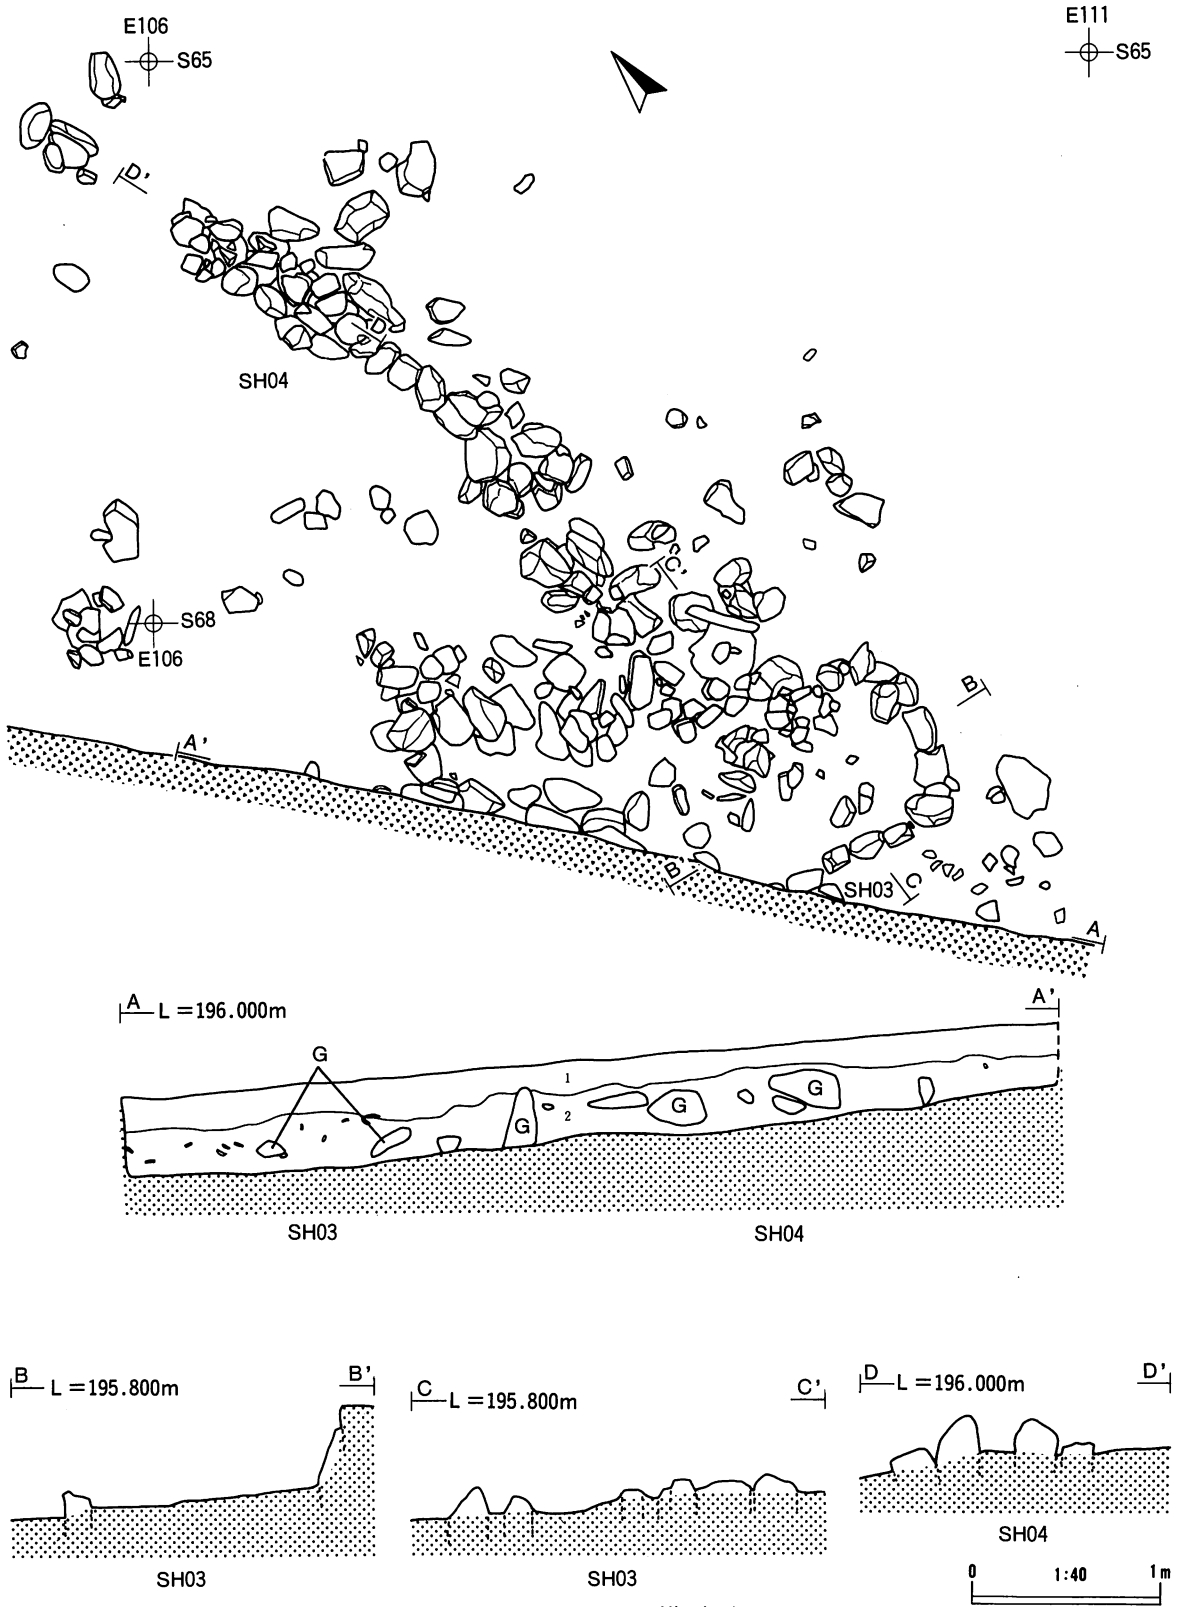 E106
S65
E111
S65
D'
D
SH04
C'
S68
E106
B
A'
B
SH03
C
A
A L=196.000m A'
G
1
G
G
2
G
SH03 SH04
B L=195.800m B'
SH03
C L=195.800m C'
SH03
D L=196.000m D'
SH04
0 1:40 1m